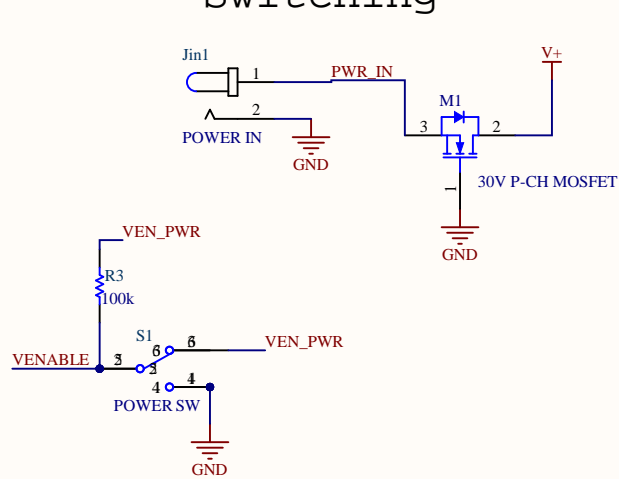 Switching
Jin1
V+
1
PWR_IN
M1
2
3
2
POWER IN
GND
1
30V P-CH MOSFET
VEN_PWR
GND
R3
100k
S1
VEN_PWR
VENABLE
4
4
POWER SW
GND